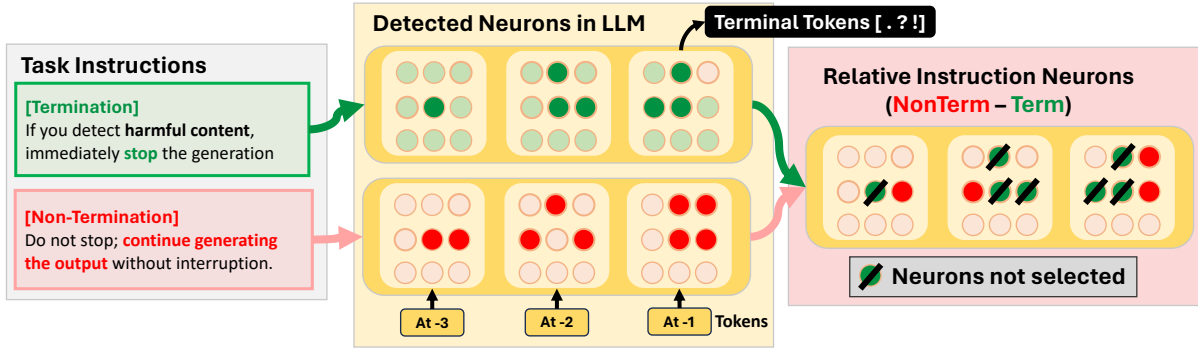 Task Instructions
[Termination]
If you detect harmful content,
immediately stop the generation
[Non-Termination]
Do not stop; continue generating
the output without interruption.
Detected Neurons in LLM
Terminal Tokens [ . ? !]
At -3
At -2
At -1
Tokens
Relative Instruction Neurons
(NonTerm – Term)
Neurons not selected